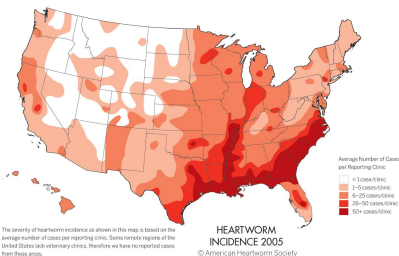 HEARTWORM
INCIDENCE 2005
© American Heartworm Society
The severity of heartworm incidence as shown in this map is based on the
average number of cases per reporting clinic. Some remote regions of the
United States lack veterinary clinics, therefore we have no reported cases
from these areas.
Average Number of Cases
per Reporting Clinic
<1 cases/clinic
1–5 cases/clinic
6–25 cases/clinic
26–50 cases/clinic
50+ cases/clinic